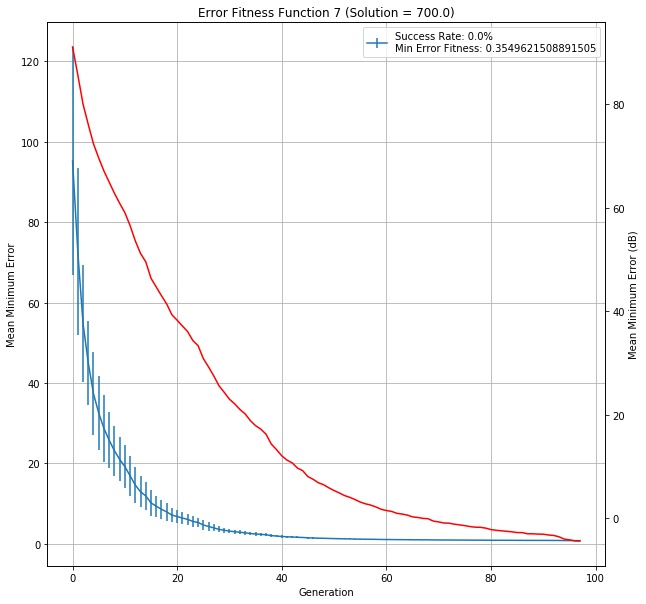 Error Fitness Function 7 (Solution = 700.0)
Success Rate: 0.0%
Min Error Fitness: 0.3549621508891505
Mean Minimum Error
120
100
80
60
40
20
0
Mean Minimum Error (dB)
80
60
40
20
0
0 20 40 60 80 100
Generation